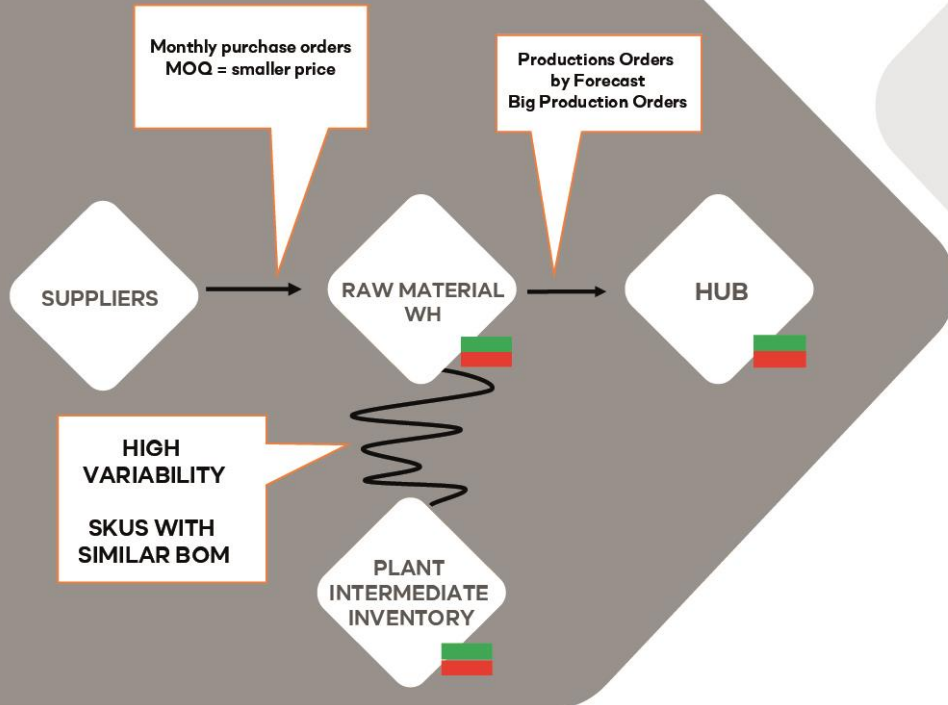 Monthly purchase orders
MOQ = smaller price
Productions Orders
by Forecast
Big Production Orders
SUPPLIERS
RAW MATERIAL
WH
HUB
HIGH
VARIABILITY
SKUS WITH
SIMILAR BOM
PLANT
INTERMEDIATE
INVENTORY